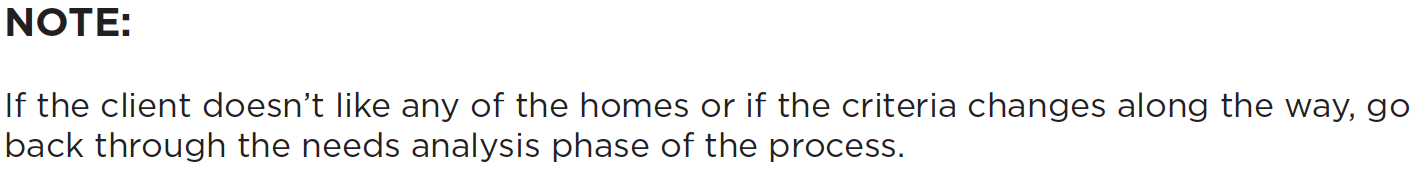 NOTE:
If the client doesn’t like any of the homes or if the criteria changes along the way, go
back through the needs analysis phase of the process.